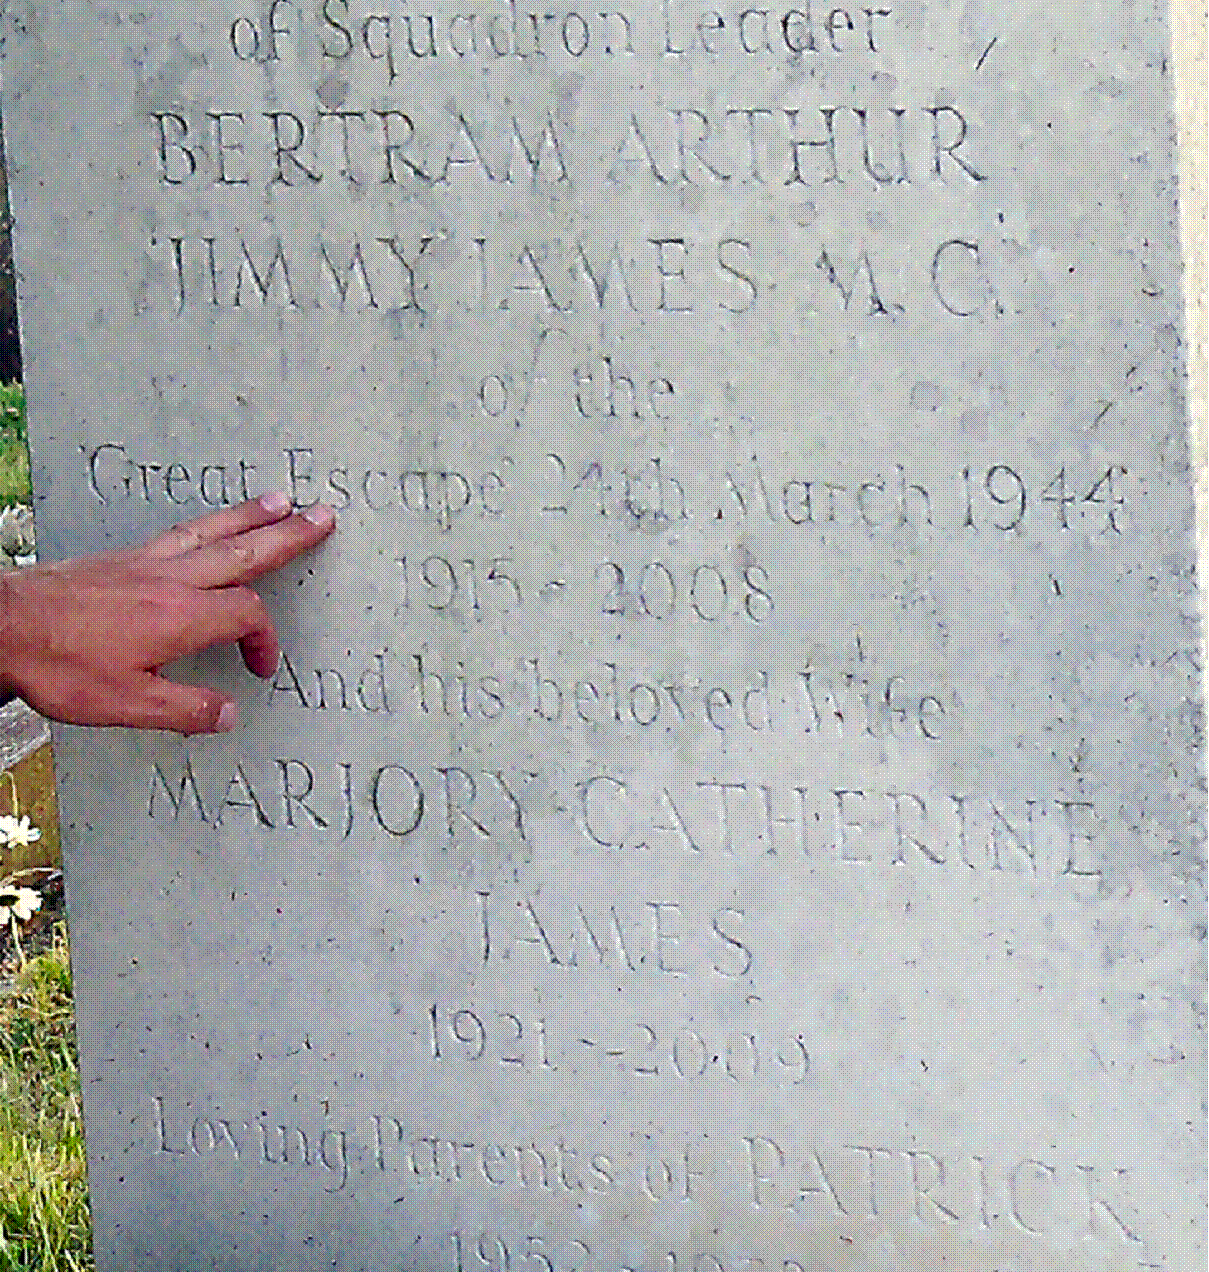 of Squadron Leader
BERTRAM ARTHUR
'JIMMY' JAMES M.C.
of the
'Great Escape' 24th March 1944
1915 - 2008
And his beloved Wife
MARJORY CATHERINE
JAMES
1921 - 2009
Loving Parents of PATRICK